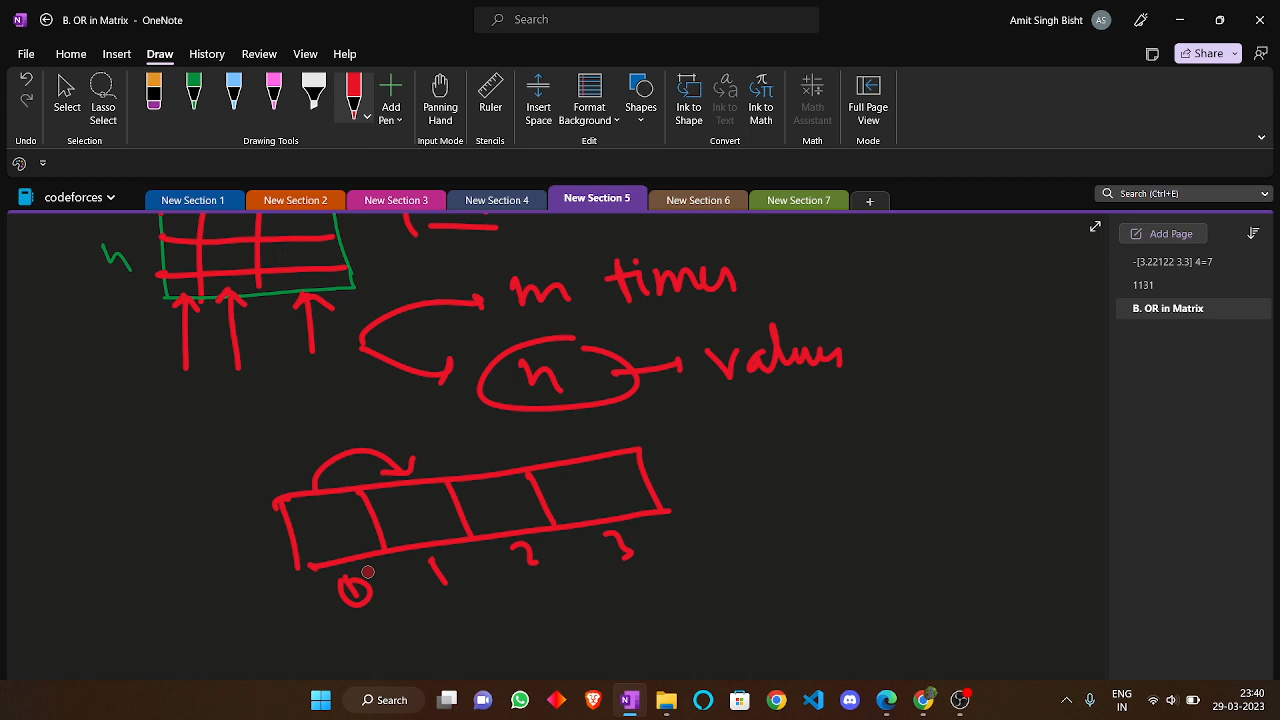 B. OR in Matrix - OneNote
Search
Amit Singh Bisht
AS
File Home Insert Draw History Review View Help
Share
Undo
Select
Lasso Select
Add Pen
Panning Hand
Ruler
Insert Space
Format Background
Shapes
Ink to Shape
Ink to Text
Ink to Math
Math Assistant
Full Page View
Selection
Drawing Tools
Input Mode
Stencils
Edit
Convert
Math
Mode
codeforces
New Section 1
New Section 2
New Section 3
New Section 4
New Section 5
New Section 6
New Section 7
Search (Ctrl+E)
Add Page
-[3.22122 3.3] 4=7
1131
B. OR in Matrix
n
m times
n values
0 1 2 3
Search
ENG
IN
23:40
29-03-2023